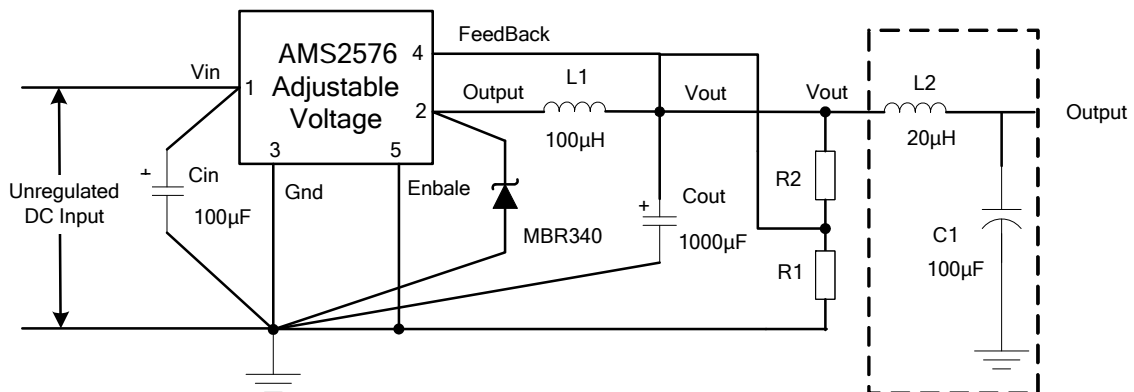 AMS2576
Adjustable
Voltage
FeedBack
4
Vin
1
Output
2
L1
100µH
Vout
Vout
L2
20µH
Output
3
5
Gnd
Enbale
+
Cin
100µF
Unregulated
DC Input
MBR340
+
Cout
1000µF
R2
R1
C1
100µF